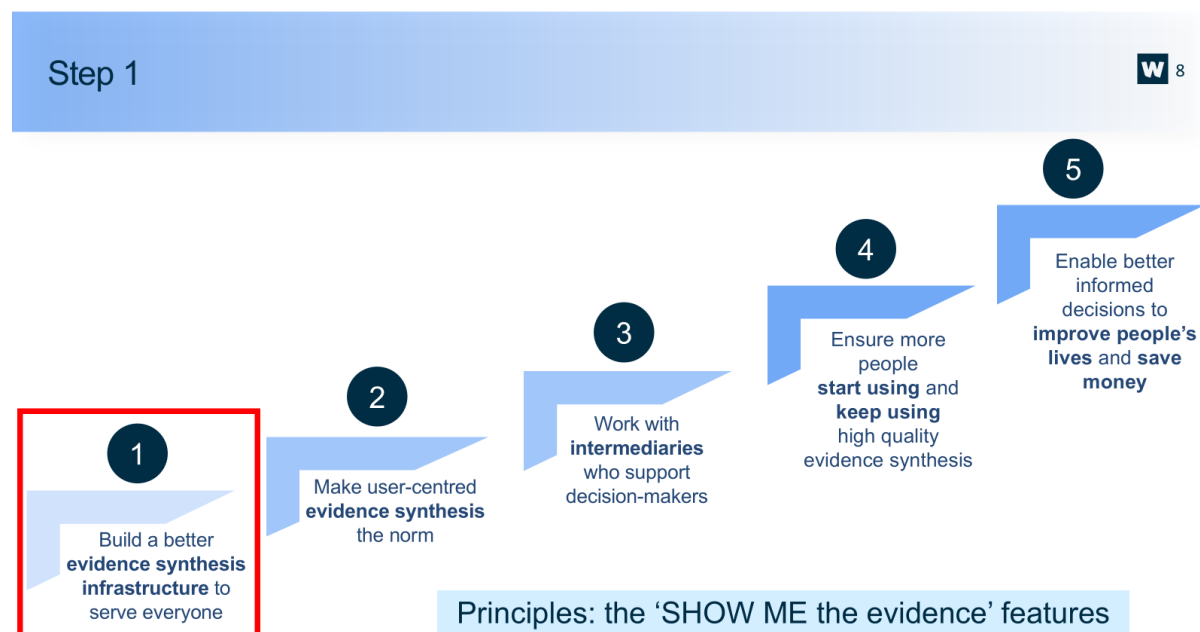 Step 1
W 8
1
Build a better
evidence synthesis
infrastructure to
serve everyone
2
Make user-centred
evidence synthesis
the norm
3
Work with
intermediaries
who support
decision-makers
4
Ensure more
people
start using and
keep using
high quality
evidence synthesis
5
Enable better
informed
decisions to
improve people’s
lives and save
money
Principles: the ‘SHOW ME the evidence’ features